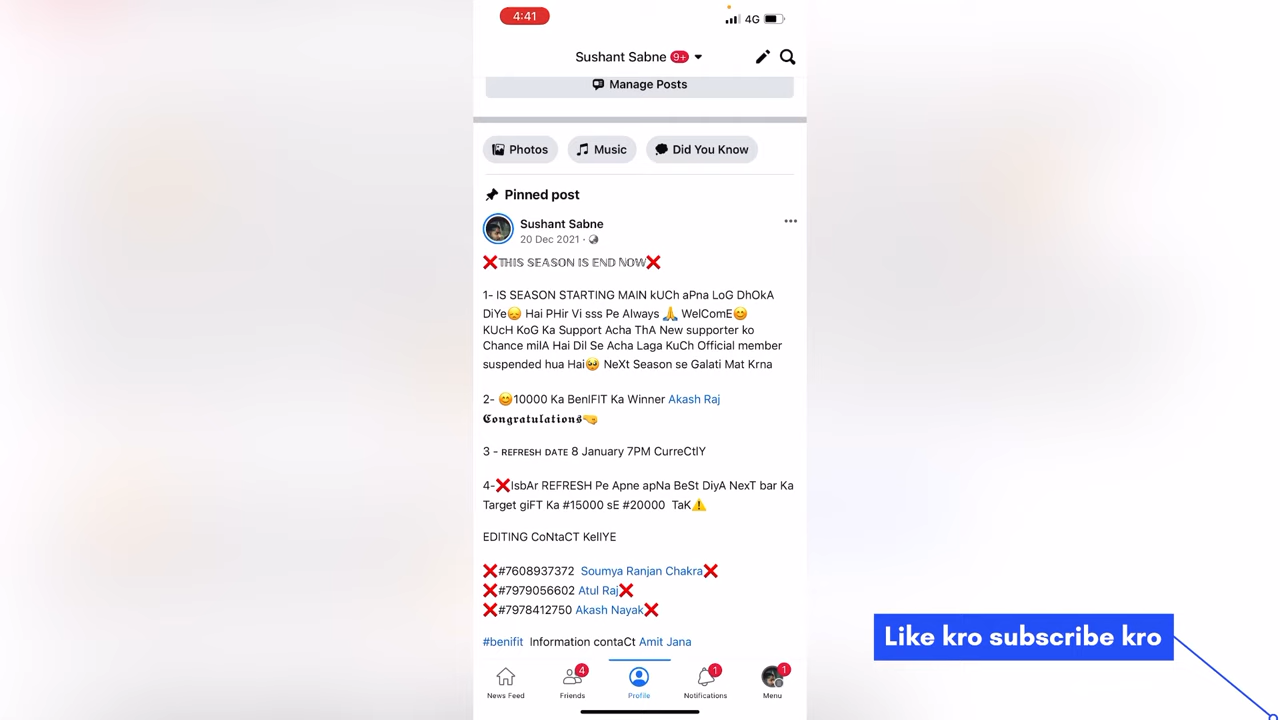 4:41
4G
Sushant Sabne 9+
Manage Posts
Photos
Music
Did You Know
Pinned post
Sushant Sabne
20 Dec 2021 ·
❌𝕋ℍ𝕀𝕊 𝕊𝔼𝔸𝕊𝕆ℕ 𝕀𝕊 𝔼ℕ𝔻 ℕ𝕆𝕎❌
1- IS SEASON STARTING MAIN kUCh aPna LoG DhOkA
DiYe😞 Hai PHir Vi sss Pe Always 🙏 WelComE😊
KUcH KoG Ka Support Acha ThA New supporter ko
Chance milA Hai Dil Se Acha Laga KuCh Official member
suspended hua Hai🥺 NeXt Season se Galati Mat Krna
2- 😊10000 Ka BenIFIT Ka Winner Akash Raj
𝕮𝖔𝖓𝖌𝖗𝖆𝖙𝖚𝖑𝖆𝖙𝖎𝖔𝖓𝖘🤜
3 - ʀᴇғʀᴇsʜ ᴅᴀᴛᴇ 8 January 7PM CurreCtlY
4-❌IsbAr REFRESH Pe Apne apNa BeSt DiyA NexT bar Ka
Target giFT Ka #15000 sE #20000 TaK⚠️
EDITING CoNtaCT KelIYE
❌#7608937372 Soumya Ranjan Chakra❌
❌#7979056602 Atul Raj❌
❌#7978412750 Akash Nayak❌
#benifit Information contaCt Amit Jana
4
1
1
News Feed
Friends
Profile
Notifications
Menu
Like kro subscribe kro